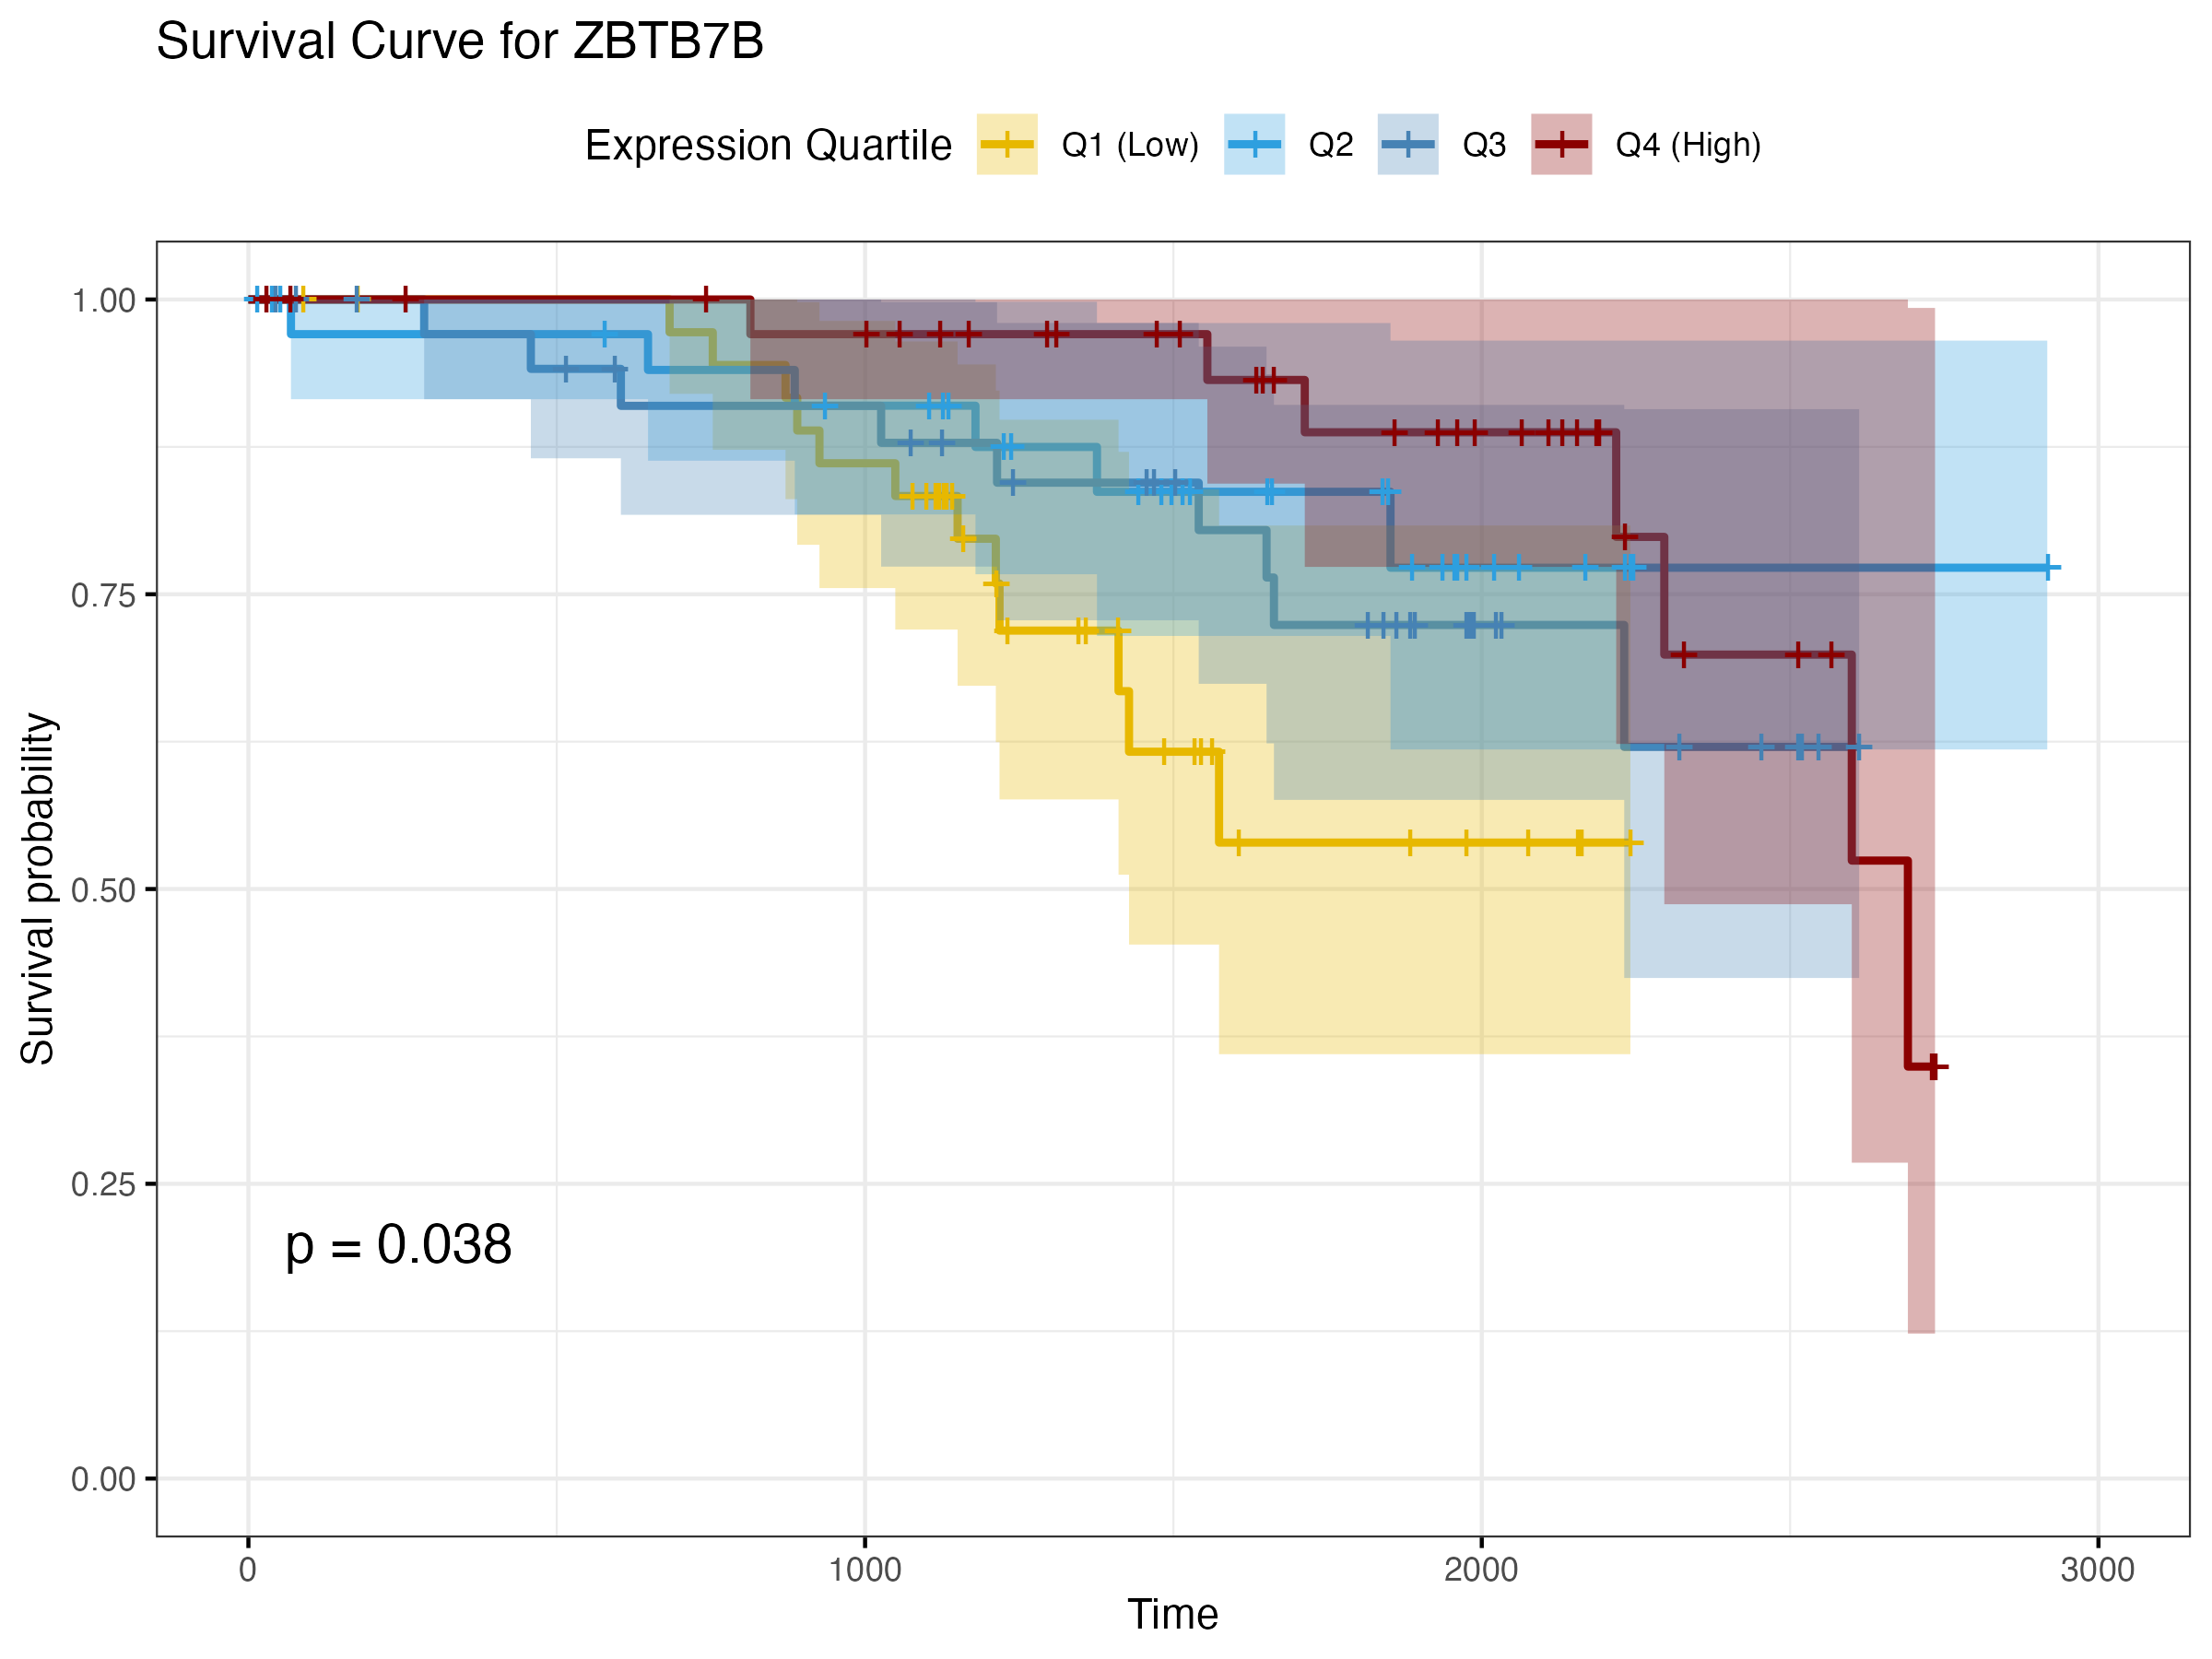 Survival Curve for ZBTB7B
Expression Quartile Q1 (Low) Q2 Q3 Q4 (High)
1.00
0.75
0.50
0.25
0.00
Survival probability
p = 0.038
0 1000 2000 3000
Time